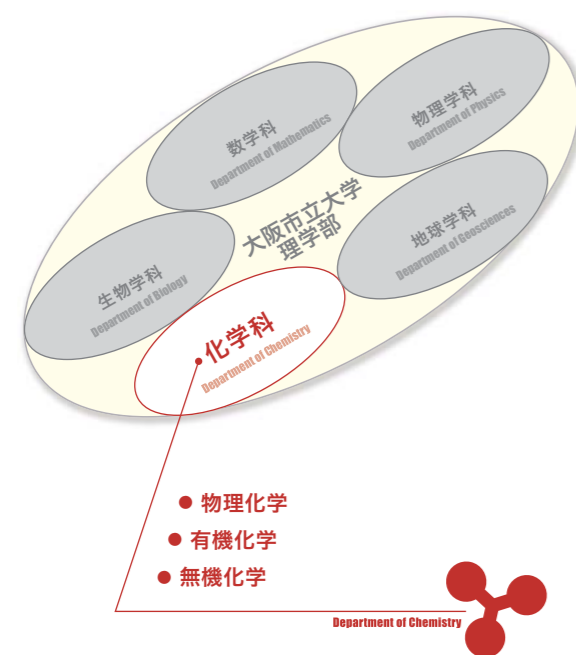 数学科
Department of Mathematics
物理学科
Department of Physics
大阪市立大学
理学部
地球学科
Department of Geosciences
生物学科
Department of Biology
化学科
Department of Chemistry
物理化学
有機化学
無機化学
Department of Chemistry